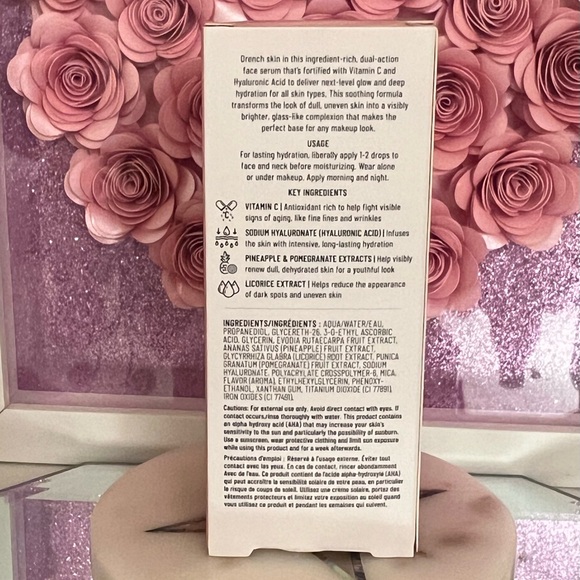 Drench skin in this ingredient-rich, dual-action
face serum that's fortified with Vitamin C and
Hyaluronic Acid to deliver next-level glow and deep
hydration for all skin types. This soothing formula
transforms the look of dull, uneven skin into a visibly
brighter, glass-like complexion that makes the
perfect base for any makeup look.
USAGE
For lasting hydration, liberally apply 1-2 drops to
face and neck before moisturizing. Wear alone
or under makeup. Apply morning and night.
KEY INGREDIENTS
VITAMIN C | Antioxidant rich to help fight visible
signs of aging, like fine lines and wrinkles
SODIUM HYALURONATE (HYALURONIC ACID) | Infuses
the skin with intensive, long-lasting hydration
PINEAPPLE & POMEGRANATE EXTRACTS | Help visibly
renew dull, dehydrated skin for a youthful look
LICORICE EXTRACT | Helps reduce the appearance
of dark spots and uneven skin
INGREDIENTS/INGRÉDIENTS : AQUA/WATER/EAU,
PROPANEDIOL, GLYCERETH-26, 3-O-ETHYL ASCORBIC
ACID, GLYCERIN, EVODIA RUTAECARPA FRUIT EXTRACT,
ANANAS SATIVUS (PINEAPPLE) FRUIT EXTRACT,
GLYCYRRHIZA GLABRA (LICORICE) ROOT EXTRACT, PUNICA
GRANATUM (POMEGRANATE) FRUIT EXTRACT, SODIUM
HYALURONATE, POLYACRYLATE CROSSPOLYMER-6, MICA,
FLAVOR (AROMA), ETHYLHEXYLGLYCERIN, PHENOXY-
ETHANOL, XANTHAN GUM, TITANIUM DIOXIDE (CI 77891),
IRON OXIDES (CI 77491).
Cautions: For external use only. Avoid direct contact with eyes. If
contact occurs,rinse thoroughly with water. This product contains
an alpha hydroxy acid (AHA) that may increase your skin's
sensitivity to the sun and particularly the possibility of sunburn.
Use a sunscreen, wear protective clothing and limit sun exposure
while using this product and for a week afterwards.
Précautions d'emploi : Réservé à l'usage externe. Éviter tout
contact avec les yeux. En cas de contact, rincer abondamment
Avec de l'eau. Ce produit contient de l'acide alpha-hydroxylé (AHA)
qui peut accroître la sensibilité solaire de votre peau, en particulier
le risque de coups de soleil. Utilisez une crème solaire, portez des
vêtements protecteurs et limitez votre exposition au soleil quand
vous utilisez ce produit et pendant les semaines qui suivent.